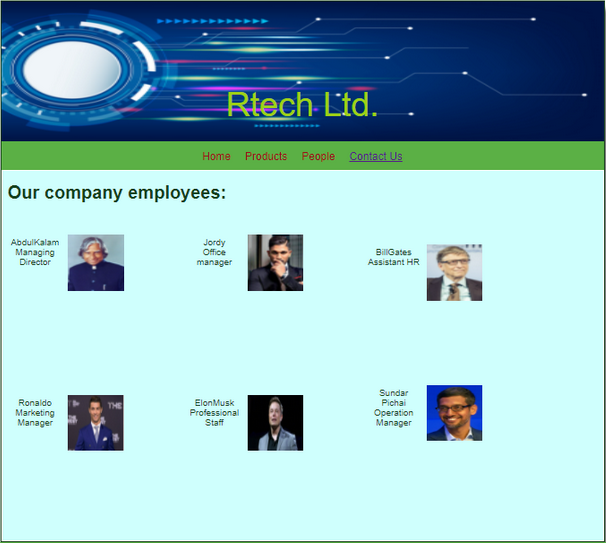 Rtech Ltd.
Home Products People Contact Us
Our company employees:
AbdulKalam
Managing
Director
Jordy
Office
manager
BillGates
Assistant HR
Ronaldo
Marketing
Manager
ElonMusk
Professional
Staff
Sundar
Pichai
Operation
Manager